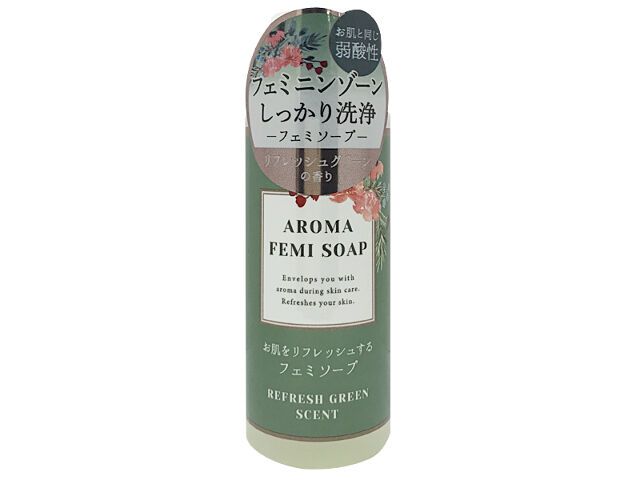 お肌と同じ
弱酸性
フェミニンゾーン
しっかり洗浄
―フェミソープ―
リフレッシュグリーン
の香り
AROMA
FEMI SOAP
Envelops you with
aroma during skin care.
Refreshes your skin.
お肌をリフレッシュする
フェミソープ
REFRESH GREEN
SCENT